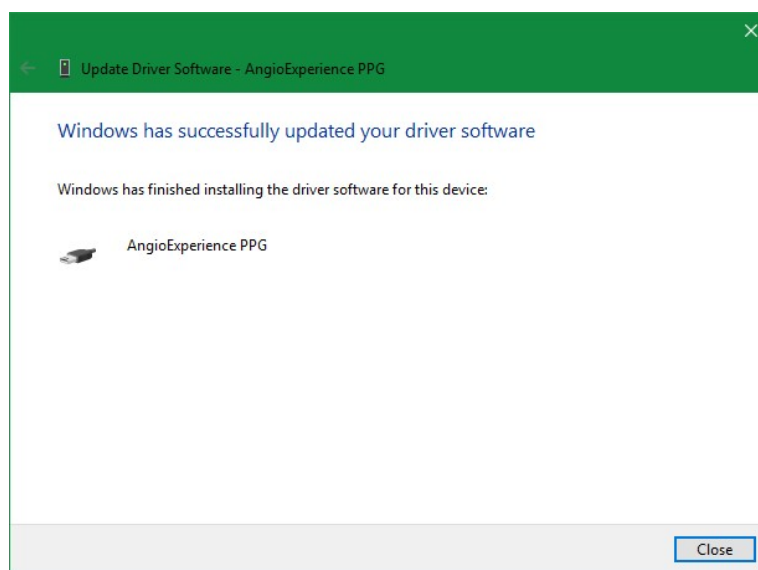 Update Driver Software - AngioExperience PPG
Windows has successfully updated your driver software
Windows has finished installing the driver software for this device:
AngioExperience PPG
Close